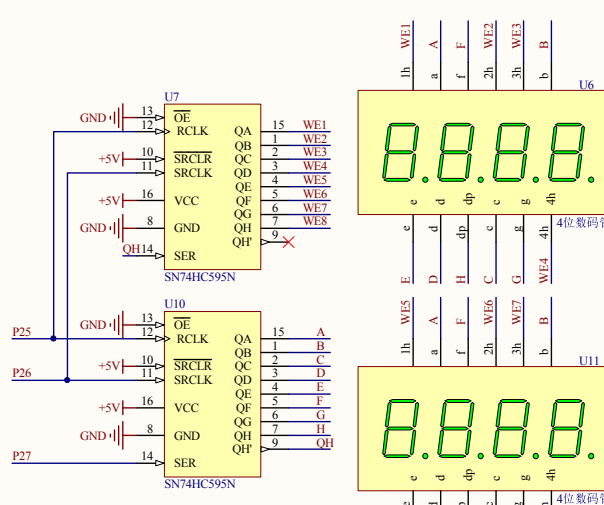 WE1 A F WE2 WE3 B
1h a f 2h 3h b
U6
e d dp c g 4h
e d dp c g 4h
4位数码管
E D H C G WE4
U7
GND 13 OE
12 RCLK QA 15 WE1
QB 1 WE2
+5V 10 SRCLR QC 2 WE3
11 SRCLK QD 3 WE4
QE 4 WE5
+5V 16 VCC QF 5 WE6
QG 6 WE7
GND 8 GND QH 7 WE8
QH' 9
QH 14 SER
SN74HC595N
U10
GND 13 OE
P25 12 RCLK QA 15 A
QB 1 B
+5V 10 SRCLR QC 2 C
P26 11 SRCLK QD 3 D
QE 4 E
+5V 16 VCC QF 5 F
QG 6 G
GND 8 GND QH 7 H
QH' 9 QH
P27 14 SER
SN74HC595N
WE5 A F WE6 WE7 B
1h a f 2h 3h b
U11
e d dp c g 4h
4位数码管